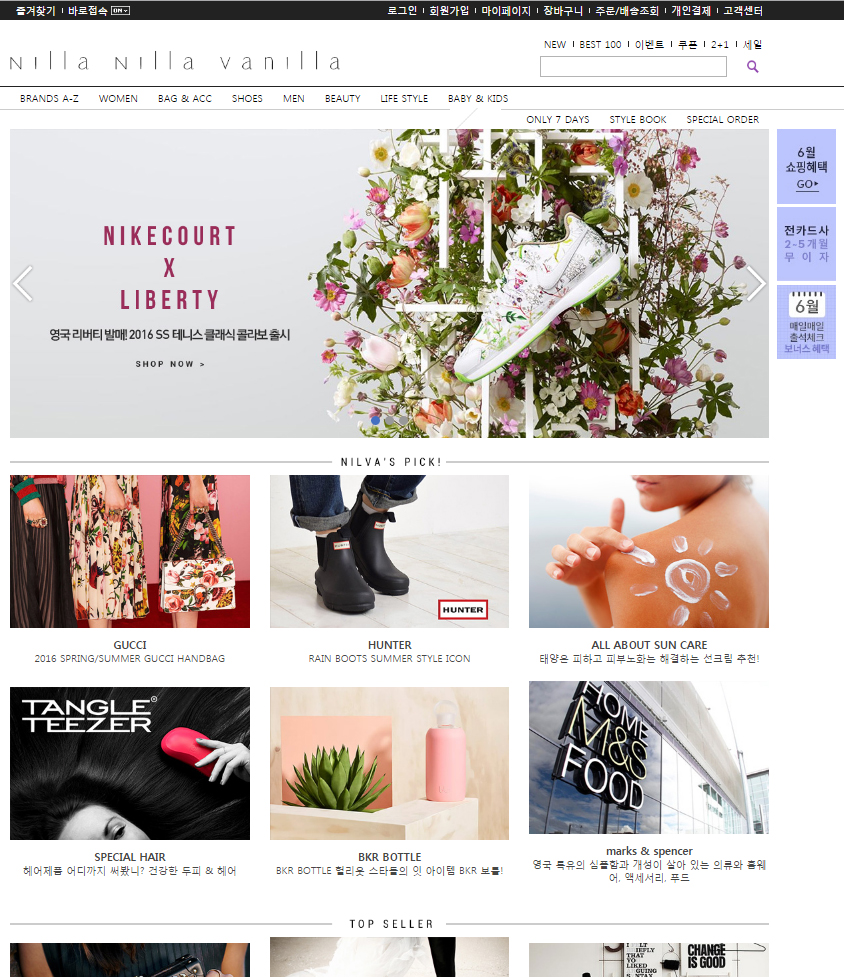 즐겨찾기 바로접속 ON
로그인 회원가입 마이페이지 장바구니 주문/배송조회 개인결제 고객센터
NEW BEST 100 이벤트 쿠폰 2+1 세일
nilla nilla vanilla
BRANDS A-Z WOMEN BAG & ACC SHOES MEN BEAUTY LIFE STYLE BABY & KIDS
ONLY 7 DAYS STYLE BOOK SPECIAL ORDER
NIKECOURT
X
LIBERTY
영국 리버티 발매! 2016 SS 테니스 클래식 콜라보 출시
SHOP NOW >
6월
쇼핑혜택
GO
전카드사
2-5개월
무 이 자
6월
매일매일
출석체크
보너스 혜택
NILVA'S PICK!
HUNTER
HUNTER
GUCCI
2016 SPRING/SUMMER GUCCI HANDBAG
HUNTER
RAIN BOOTS SUMMER STYLE ICON
ALL ABOUT SUN CARE
태양은 피하고 피부노화는 해결하는 선크림 추천!
TANGLE
TEEZER®
HOME
M&S
FOOD
SPECIAL HAIR
헤어제품 어디까지 써봤니? 건강한 두피 & 헤어
BKR BOTTLE
BKR BOTTLE 헐리웃 스타들의 잇 아이템 BKR 보틀!
marks & spencer
영국 특유의 심플함과 개성이 살아 있는 의류와 홈웨
어, 액세서리, 푸드
TOP SELLER
CHANGE
IS GOOD